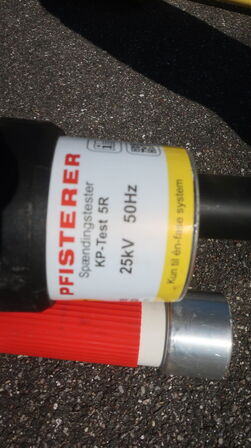 PFISTERER
Spændingstester
KP-Test 5R
25kV 50Hz
Kun til én-fase system